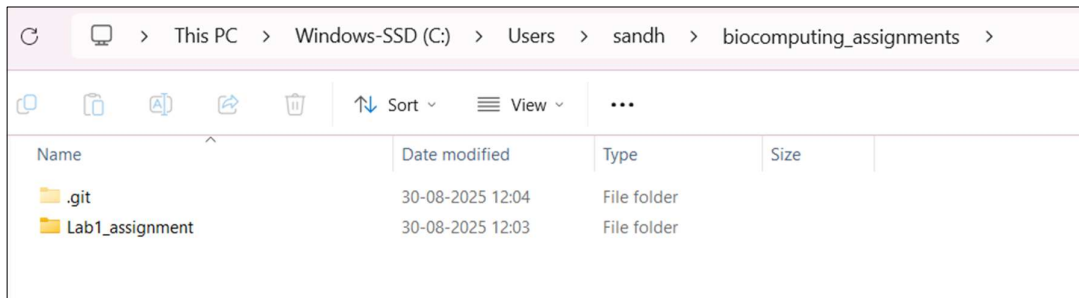 This PC > Windows-SSD (C:) > Users > sandh > biocomputing_assignments >
Sort View ...
Name Date modified Type Size
.git 30-08-2025 12:04 File folder
Lab1_assignment 30-08-2025 12:03 File folder